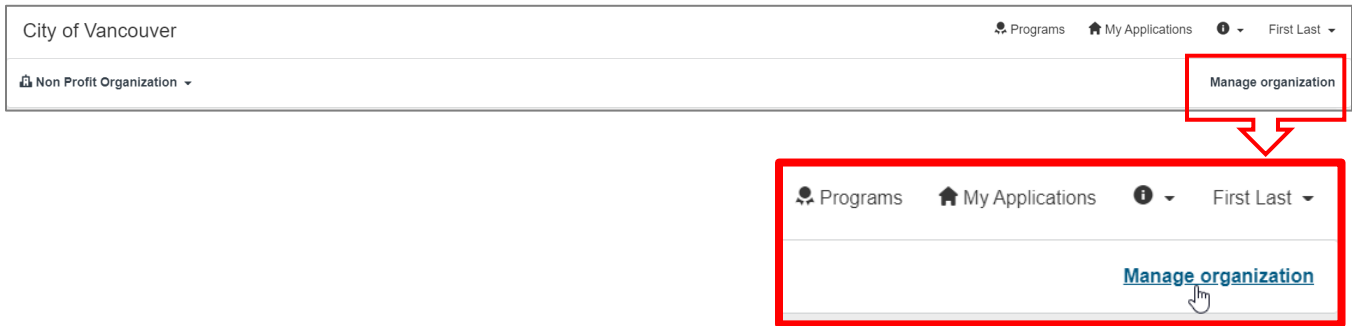 City of Vancouver Programs My Applications First Last
Non Profit Organization Manage organization
Programs My Applications First Last
Manage organization